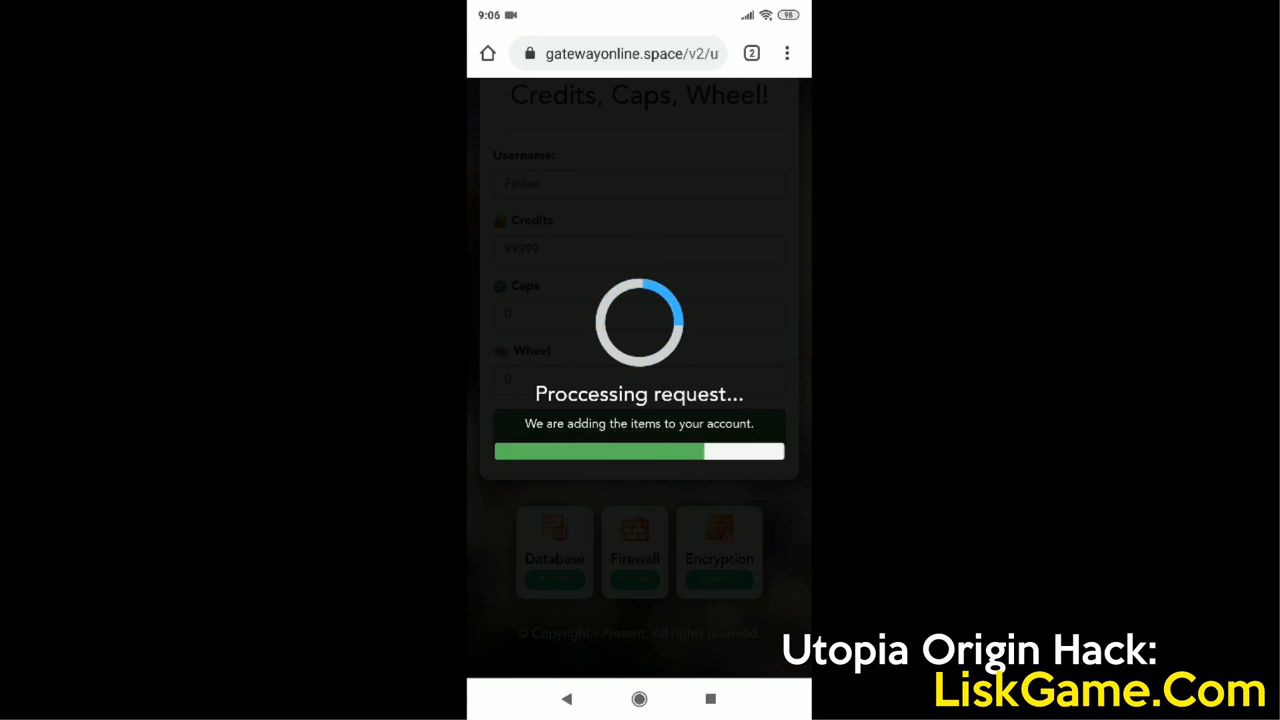 9:06
98
gatewayonline.space/v2/u
2
Credits, Caps, Wheel!
Username:
Fatlaw
Credits
99999
Caps
0
Wheel
0
Proccessing request...
We are adding the items to your account.
Database
Firewall
Encryption
© Copyright - Present. All rights reserved
Utopia Origin Hack:
LiskGame.Com